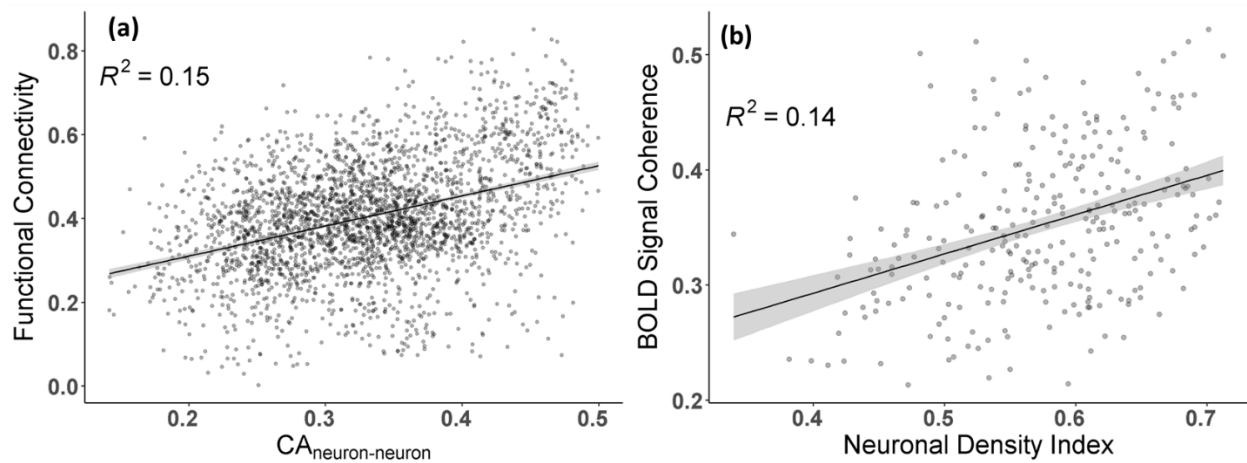 (a)
R² = 0.15
Functional Connectivity
0.8
0.6
0.4
0.2
0.0
0.2
0.3
0.4
0.5
CAneuron-neuron
(b)
R² = 0.14
BOLD Signal Coherence
0.5
0.4
0.3
0.2
0.4
0.5
0.6
0.7
Neuronal Density Index